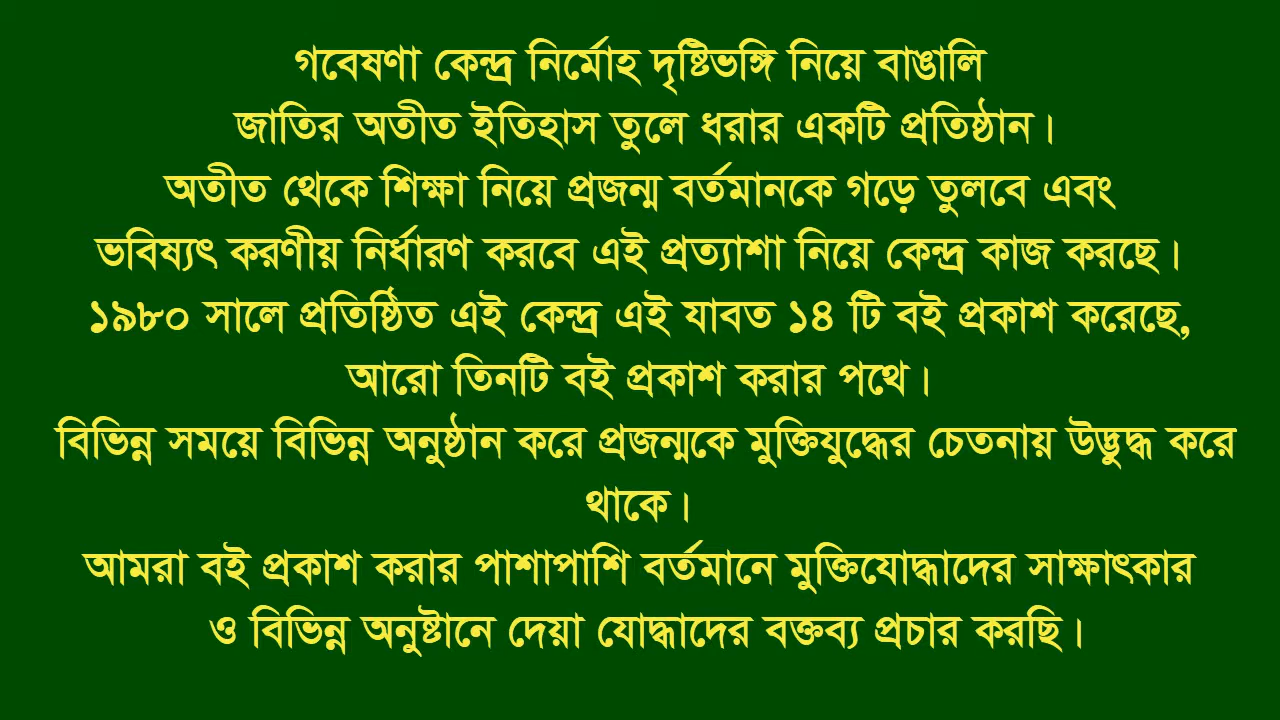 গবেষণা কেন্দ্র নির্মোহ দৃষ্টিভঙ্গি নিয়ে বাঙালি
জাতির অতীত ইতিহাস তুলে ধরার একটি প্রতিষ্ঠান।
অতীত থেকে শিক্ষা নিয়ে প্রজন্ম বর্তমানকে গড়ে তুলবে এবং
ভবিষ্যৎ করণীয় নির্ধারণ করবে এই প্রত্যাশা নিয়ে কেন্দ্র কাজ করছে।
১৯৮০ সালে প্রতিষ্ঠিত এই কেন্দ্র এই যাবত ১৪ টি বই প্রকাশ করেছে,
আরো তিনটি বই প্রকাশ করার পথে।
বিভিন্ন সময়ে বিভিন্ন অনুষ্ঠান করে প্রজন্মকে মুক্তিযুদ্ধের চেতনায় উদ্ভুদ্ধ করে
থাকে।
আমরা বই প্রকাশ করার পাশাপাশি বর্তমানে মুক্তিযোদ্ধাদের সাক্ষাৎকার
ও বিভিন্ন অনুষ্টানে দেয়া যোদ্ধাদের বক্তব্য প্রচার করছি।